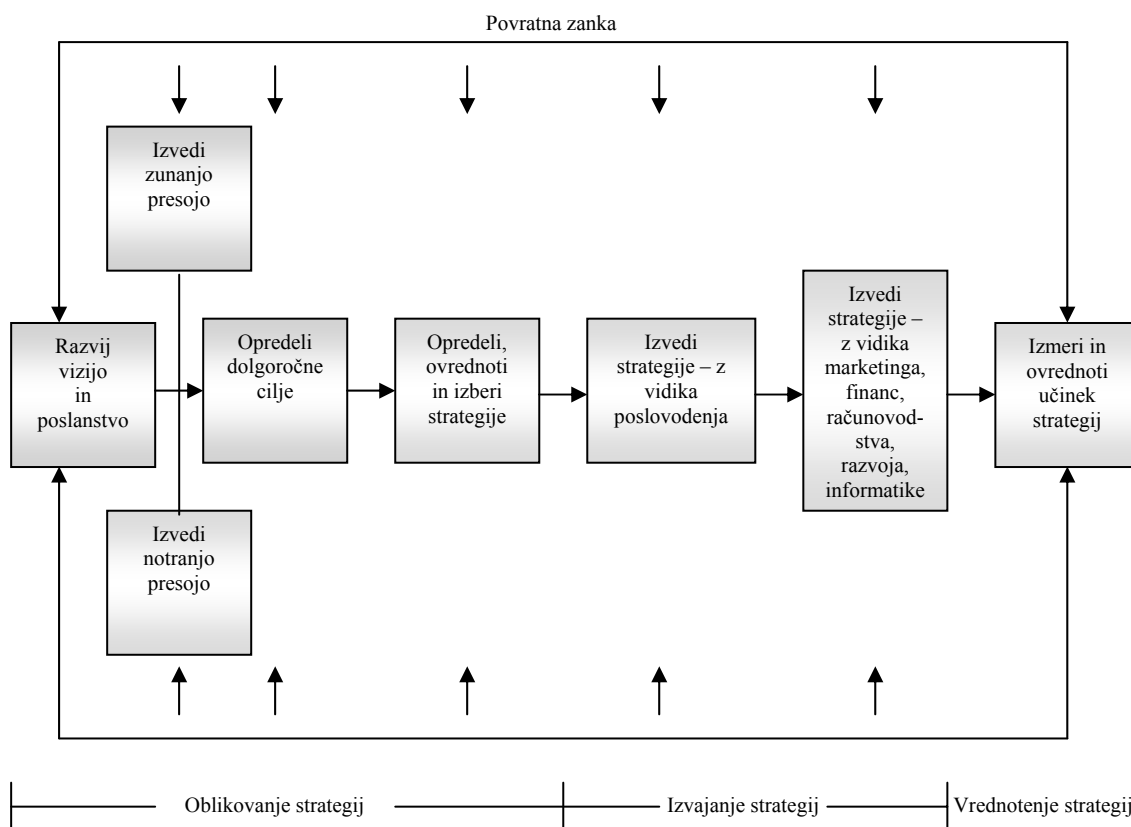 Povratna zanka
Izvedi
zunanjo
presojo
Razvij
vizijo
in
poslanstvo
Opredeli
dolgoročne
cilje
Opredeli,
ovrednoti
in izberi
strategije
Izvedi
strategije – z
vidika
poslovodenja
Izvedi
strategije –
z vidika
marketinga,
financ,
računovod-
stva,
razvoja,
informatike
Izmeri in
ovrednoti
učinek
strategij
Izvedi
notranjo
presojo
Oblikovanje strategij
Izvajanje strategij
Vrednotenje strategij